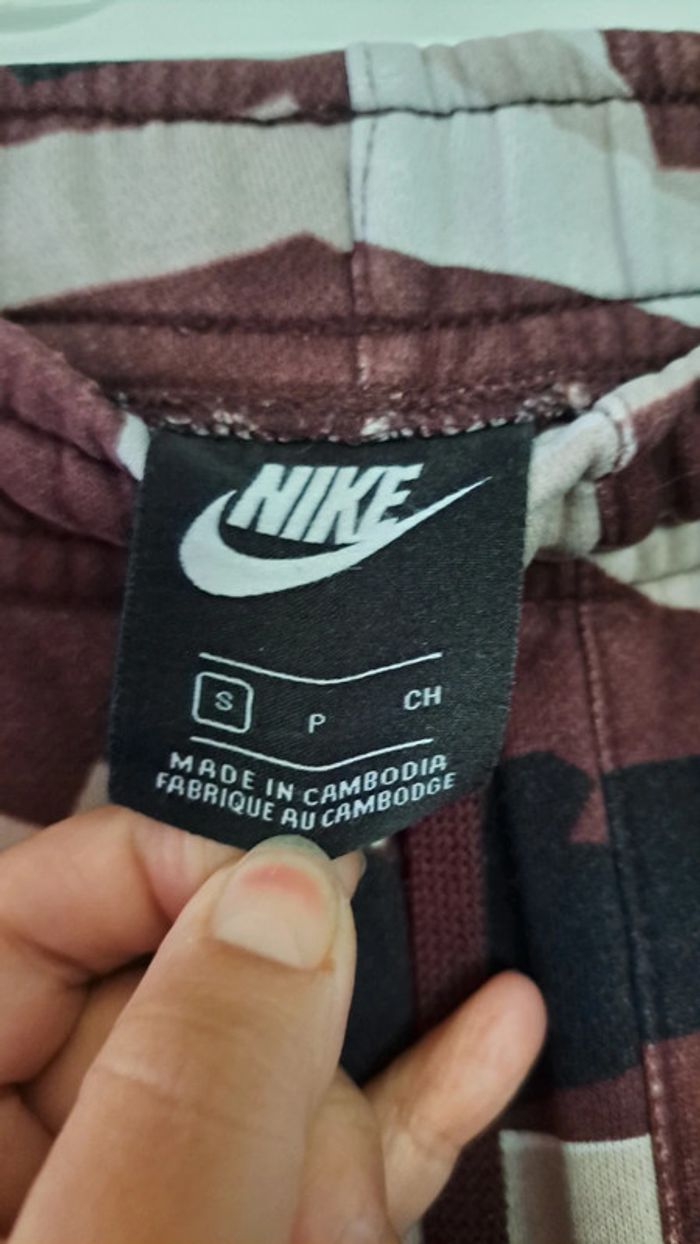 NIKE
S P CH
MADE IN CAMBODIA
FABRIQUE AU CAMBODGE